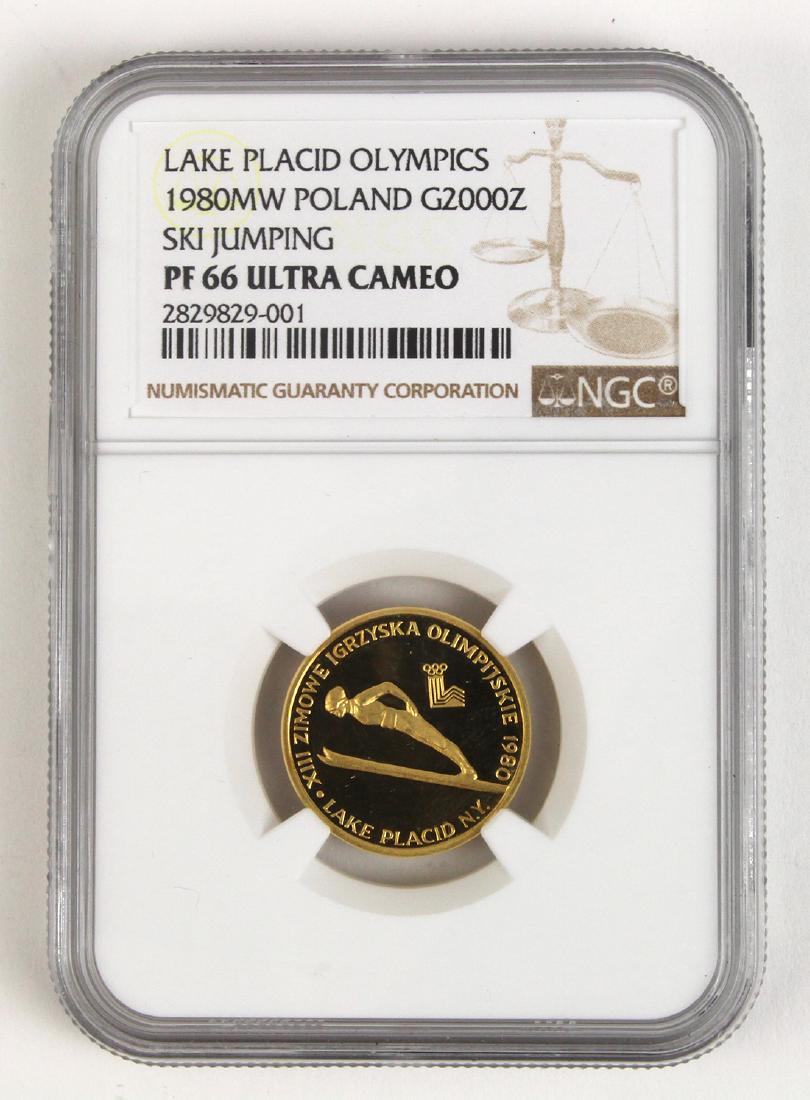 LAKE PLACID OLYMPICS
1980MW POLAND G2000Z
SKI JUMPING
PF 66 ULTRA CAMEO
2829829-001
NUMISMATIC GUARANTY CORPORATION
NGC®
NGC
XIII ZIMOWE IGRZYSKA OLIMPIJSKIE 1980
• LAKE PLACID N.Y.